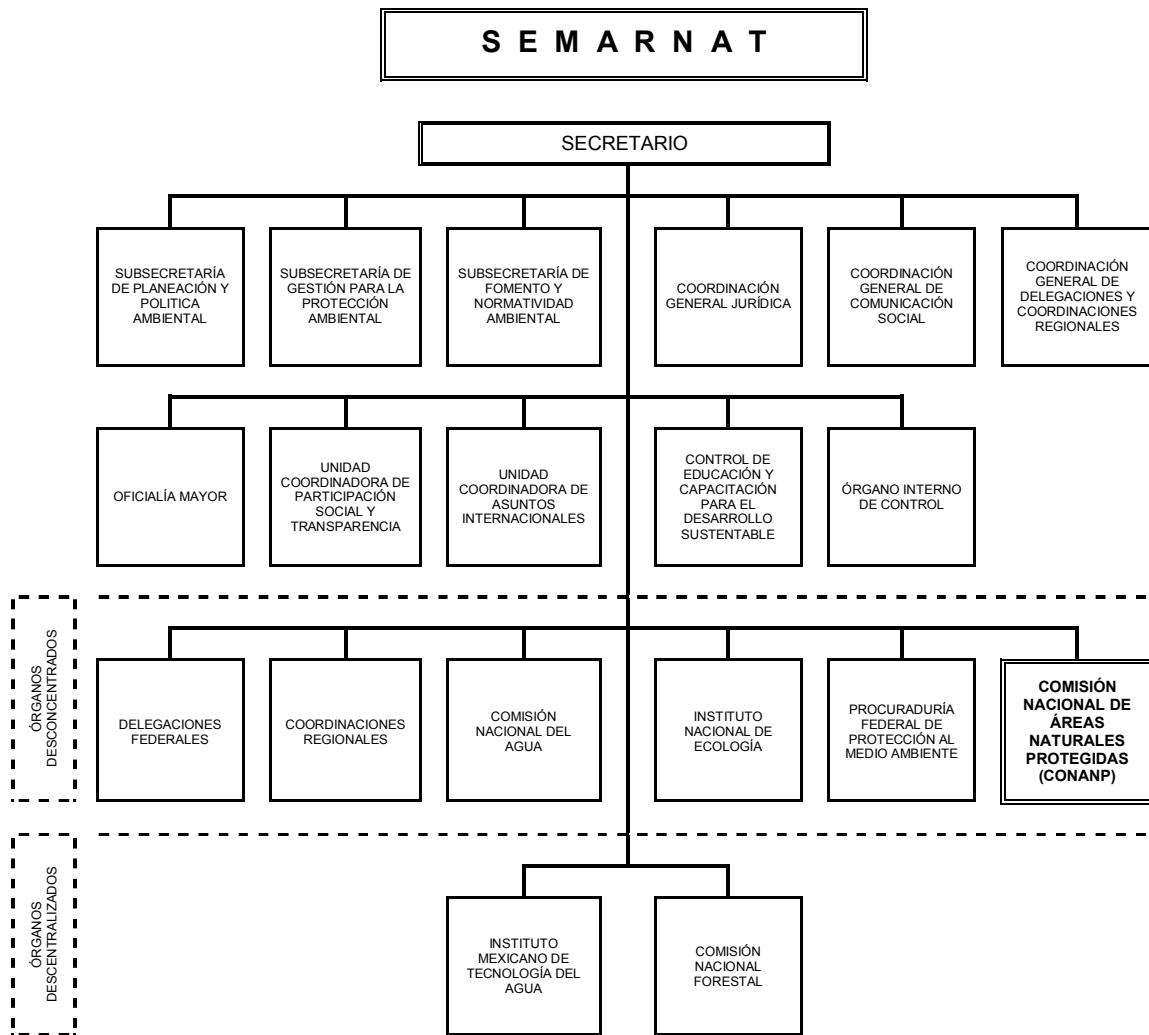 S E M A R N A T
SECRETARIO
SUBSECRETARÍA
DE PLANEACIÓN Y
POLITICA
AMBIENTAL
SUBSECRETARÍA DE
GESTIÓN PARA LA
PROTECCIÓN
AMBIENTAL
SUBSECRETARÍA DE
FOMENTO Y
NORMATIVIDAD
AMBIENTAL
COORDINACIÓN
GENERAL JURÍDICA
COORDINACIÓN
GENERAL DE
COMUNICACIÓN
SOCIAL
COORDINACIÓN
GENERAL DE
DELEGACIONES Y
COORDINACIONES
REGIONALES
OFICIALÍA MAYOR
UNIDAD
COORDINADORA DE
PARTICIPACIÓN
SOCIAL Y
TRANSPARENCIA
UNIDAD
COORDINADORA DE
ASUNTOS
INTERNACIONALES
CONTROL DE
EDUCACIÓN Y
CAPACITACIÓN
PARA EL
DESARROLLO
SUSTENTABLE
ÓRGANO INTERNO
DE CONTROL
ÓRGANOS
DESCONCENTRADOS
DELEGACIONES
FEDERALES
COORDINACIONES
REGIONALES
COMISIÓN
NACIONAL DEL
AGUA
INSTITUTO
NACIONAL DE
ECOLOGÍA
PROCURADURÍA
FEDERAL DE
PROTECCIÓN AL
MEDIO AMBIENTE
COMISIÓN
NACIONAL DE
ÁREAS
NATURALES
PROTEGIDAS
(CONANP)
ÓRGANOS
DESCENTRALIZADOS
INSTITUTO
MEXICANO DE
TECNOLOGÍA DEL
AGUA
COMISIÓN
NACIONAL
FORESTAL